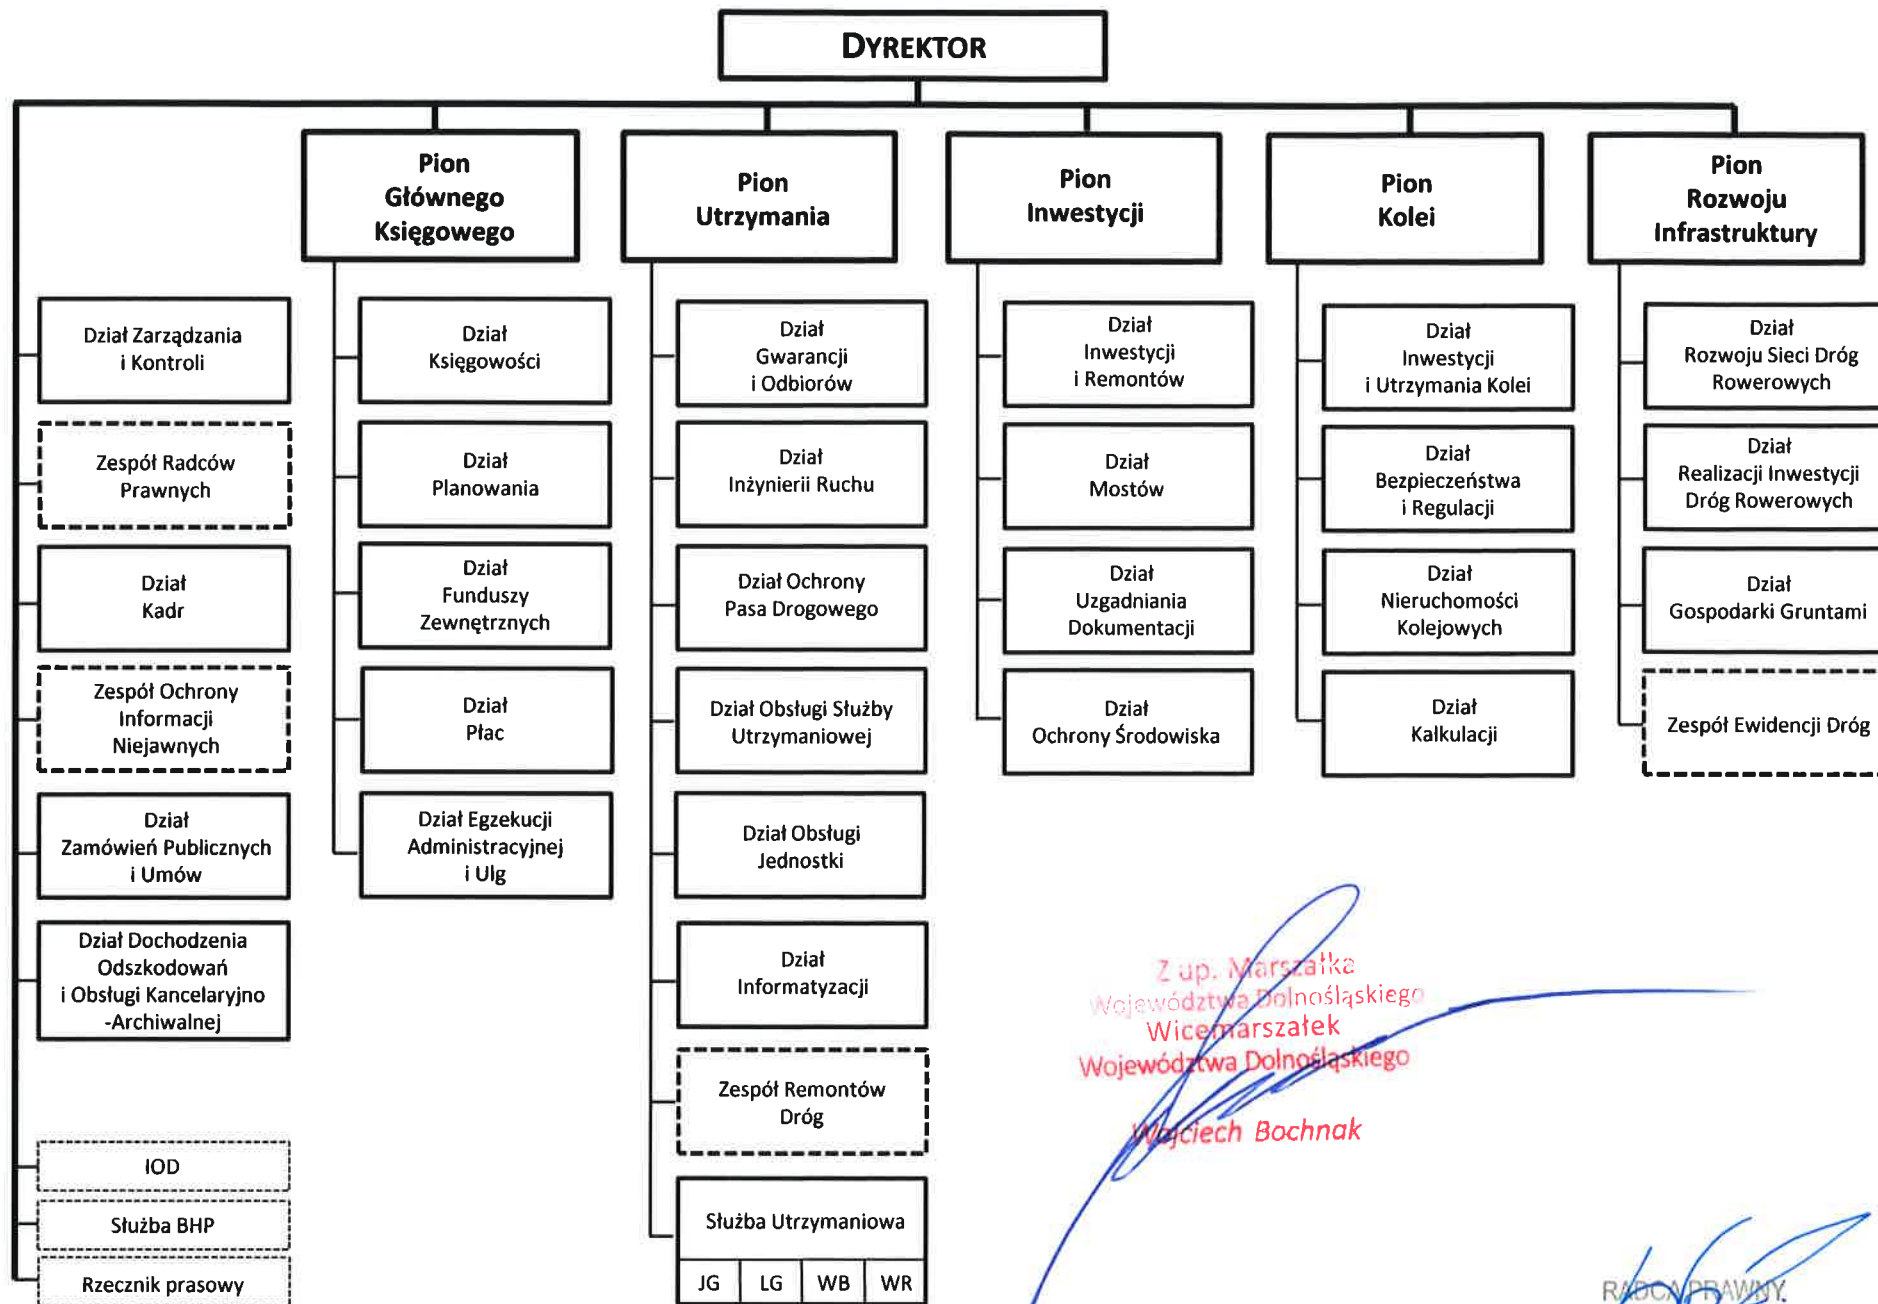 DYREKTOR
Pion
Głównego
Księgowego
Pion
Utrzymania
Pion
Inwestycji
Pion
Kolei
Pion
Rozwoju
Infrastruktury
Dział Zarządzania
i Kontroli
Zespół Radców
Prawnych
Dział
Kadr
Zespół Ochrony
Informacji
Niejawnych
Dział
Zamówień Publicznych
i Umów
Dział Dochodzenia
Odszkodowań
i Obsługi Kancelaryjno
-Archiwalnej
IOD
Służba BHP
Rzecznik prasowy
Dział
Księgowości
Dział
Planowania
Dział
Funduszy
Zewnętrznych
Dział
Płac
Dział Egzekucji
Administracyjnej
i Ulg
Dział
Gwarancji
i Odbiorów
Dział
Inżynierii Ruchu
Dział Ochrony
Pasa Drogowego
Dział Obsługi Służby
Utrzymaniowej
Dział Obsługi
Jednostki
Dział
Informatyzacji
Zespół Remontów
Dróg
Służba Utrzymaniowa
JG LG WB WR
Dział
Inwestycji
i Remontów
Dział
Mostów
Dział
Uzgadniania
Dokumentacji
Dział
Ochrony Środowiska
Dział
Inwestycji
i Utrzymania Kolei
Dział
Bezpieczeństwa
i Regulacji
Dział
Nieruchomości
Kolejowych
Dział
Kalkulacji
Dział
Rozwoju Sieci Dróg
Rowerowych
Dział
Realizacji Inwestycji
Dróg Rowerowych
Dział
Gospodarki Gruntami
Zespół Ewidencji Dróg
Z up. Marszałka
Województwa Dolnośląskiego
Wicemarszałek
Województwa Dolnośląskiego
Wojciech Bochnak
RADCA PRAWNY